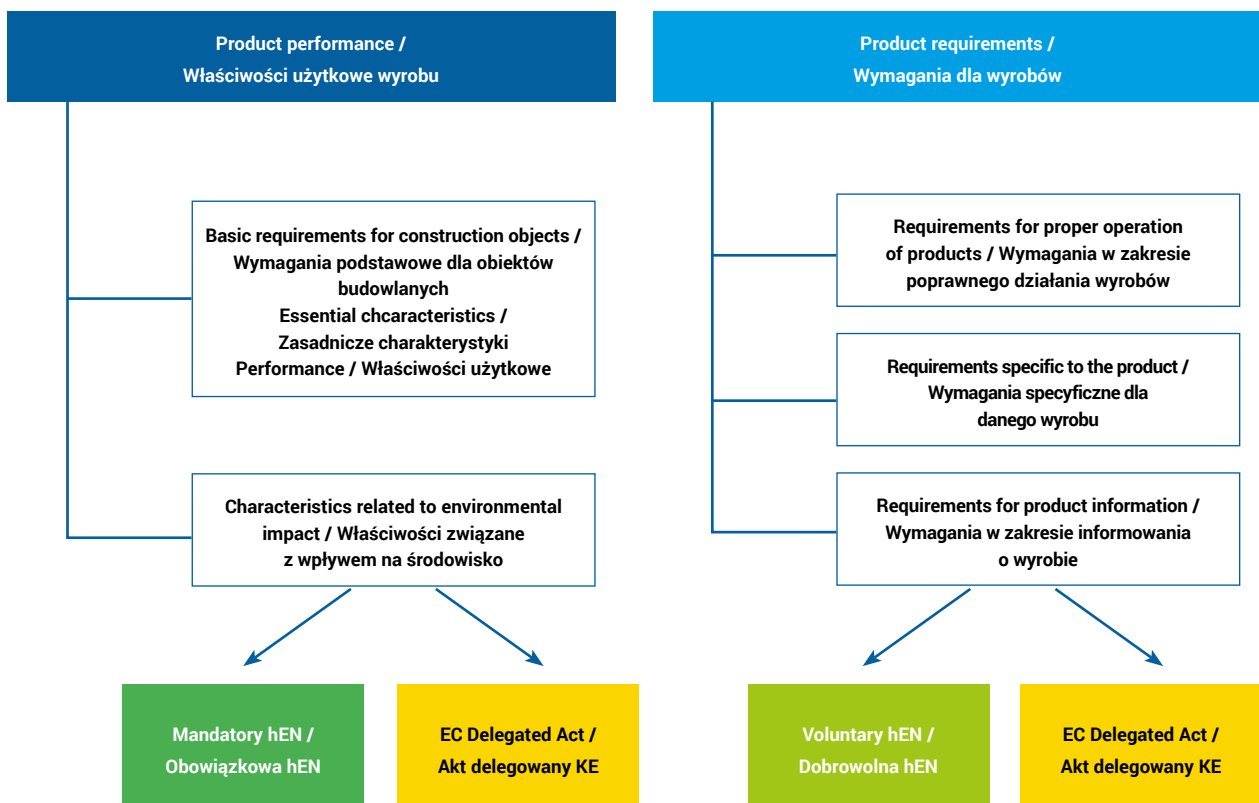 Product performance /
Właściwości użytkowe wyrobu
Basic requirements for construction objects /
Wymagania podstawowe dla obiektów
budowlanych
Essential chcaracteristics /
Zasadnicze charakterystyki
Performance / Właściwości użytkowe
Characteristics related to environmental
impact / Właściwości związane
z wpływem na środowisko
Mandatory hEN /
Obowiązkowa hEN
EC Delegated Act /
Akt delegowany KE
Product requirements /
Wymagania dla wyrobów
Requirements for proper operation
of products / Wymagania w zakresie
poprawnego działania wyrobów
Requirements specific to the product /
Wymagania specyficzne dla
danego wyrobu
Requirements for product information /
Wymagania w zakresie informowania
o wyrobie
Voluntary hEN /
Dobrowolna hEN
EC Delegated Act /
Akt delegowany KE